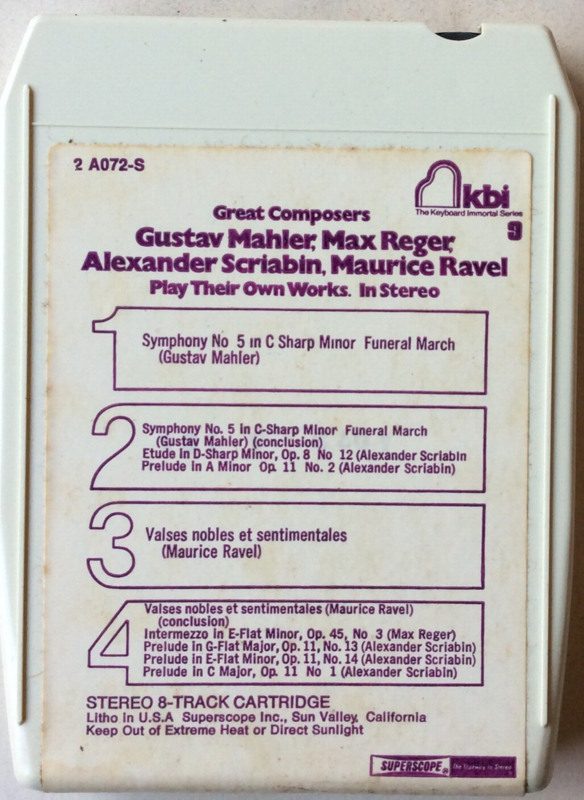 2 A072-S
kbi
The Keyboard Immortal Series
9
Great Composers
Gustav Mahler, Max Reger,
Alexander Scriabin, Maurice Ravel
Play Their Own Works. In Stereo
1
Symphony No 5 in C Sharp Minor Funeral March
(Gustav Mahler)
2
Symphony No. 5 in C-Sharp Minor Funeral March
(Gustav Mahler) (conclusion)
Etude in D-Sharp Minor, Op. 8 No 12 (Alexander Scriabin
Prelude in A Minor Op. 11 No. 2 (Alexander Scriabin)
3
Valses nobles et sentimentales
(Maurice Ravel)
4
Valses nobles et sentimentales (Maurice Ravel)
(conclusion)
Intermezzo in E-Flat Minor, Op. 45, No 3 (Max Reger)
Prelude in G-Flat Major, Op. 11, No. 13 (Alexander Scriabin)
Prelude in E-Flat Minor, Op. 11, No. 14 (Alexander Scriabin)
Prelude in C Major, Op. 11 No 1 (Alexander Scriabin)
STEREO 8-TRACK CARTRIDGE
Litho in U.S.A Superscope Inc., Sun Valley, California
Keep Out of Extreme Heat or Direct Sunlight
SUPERSCOPE®